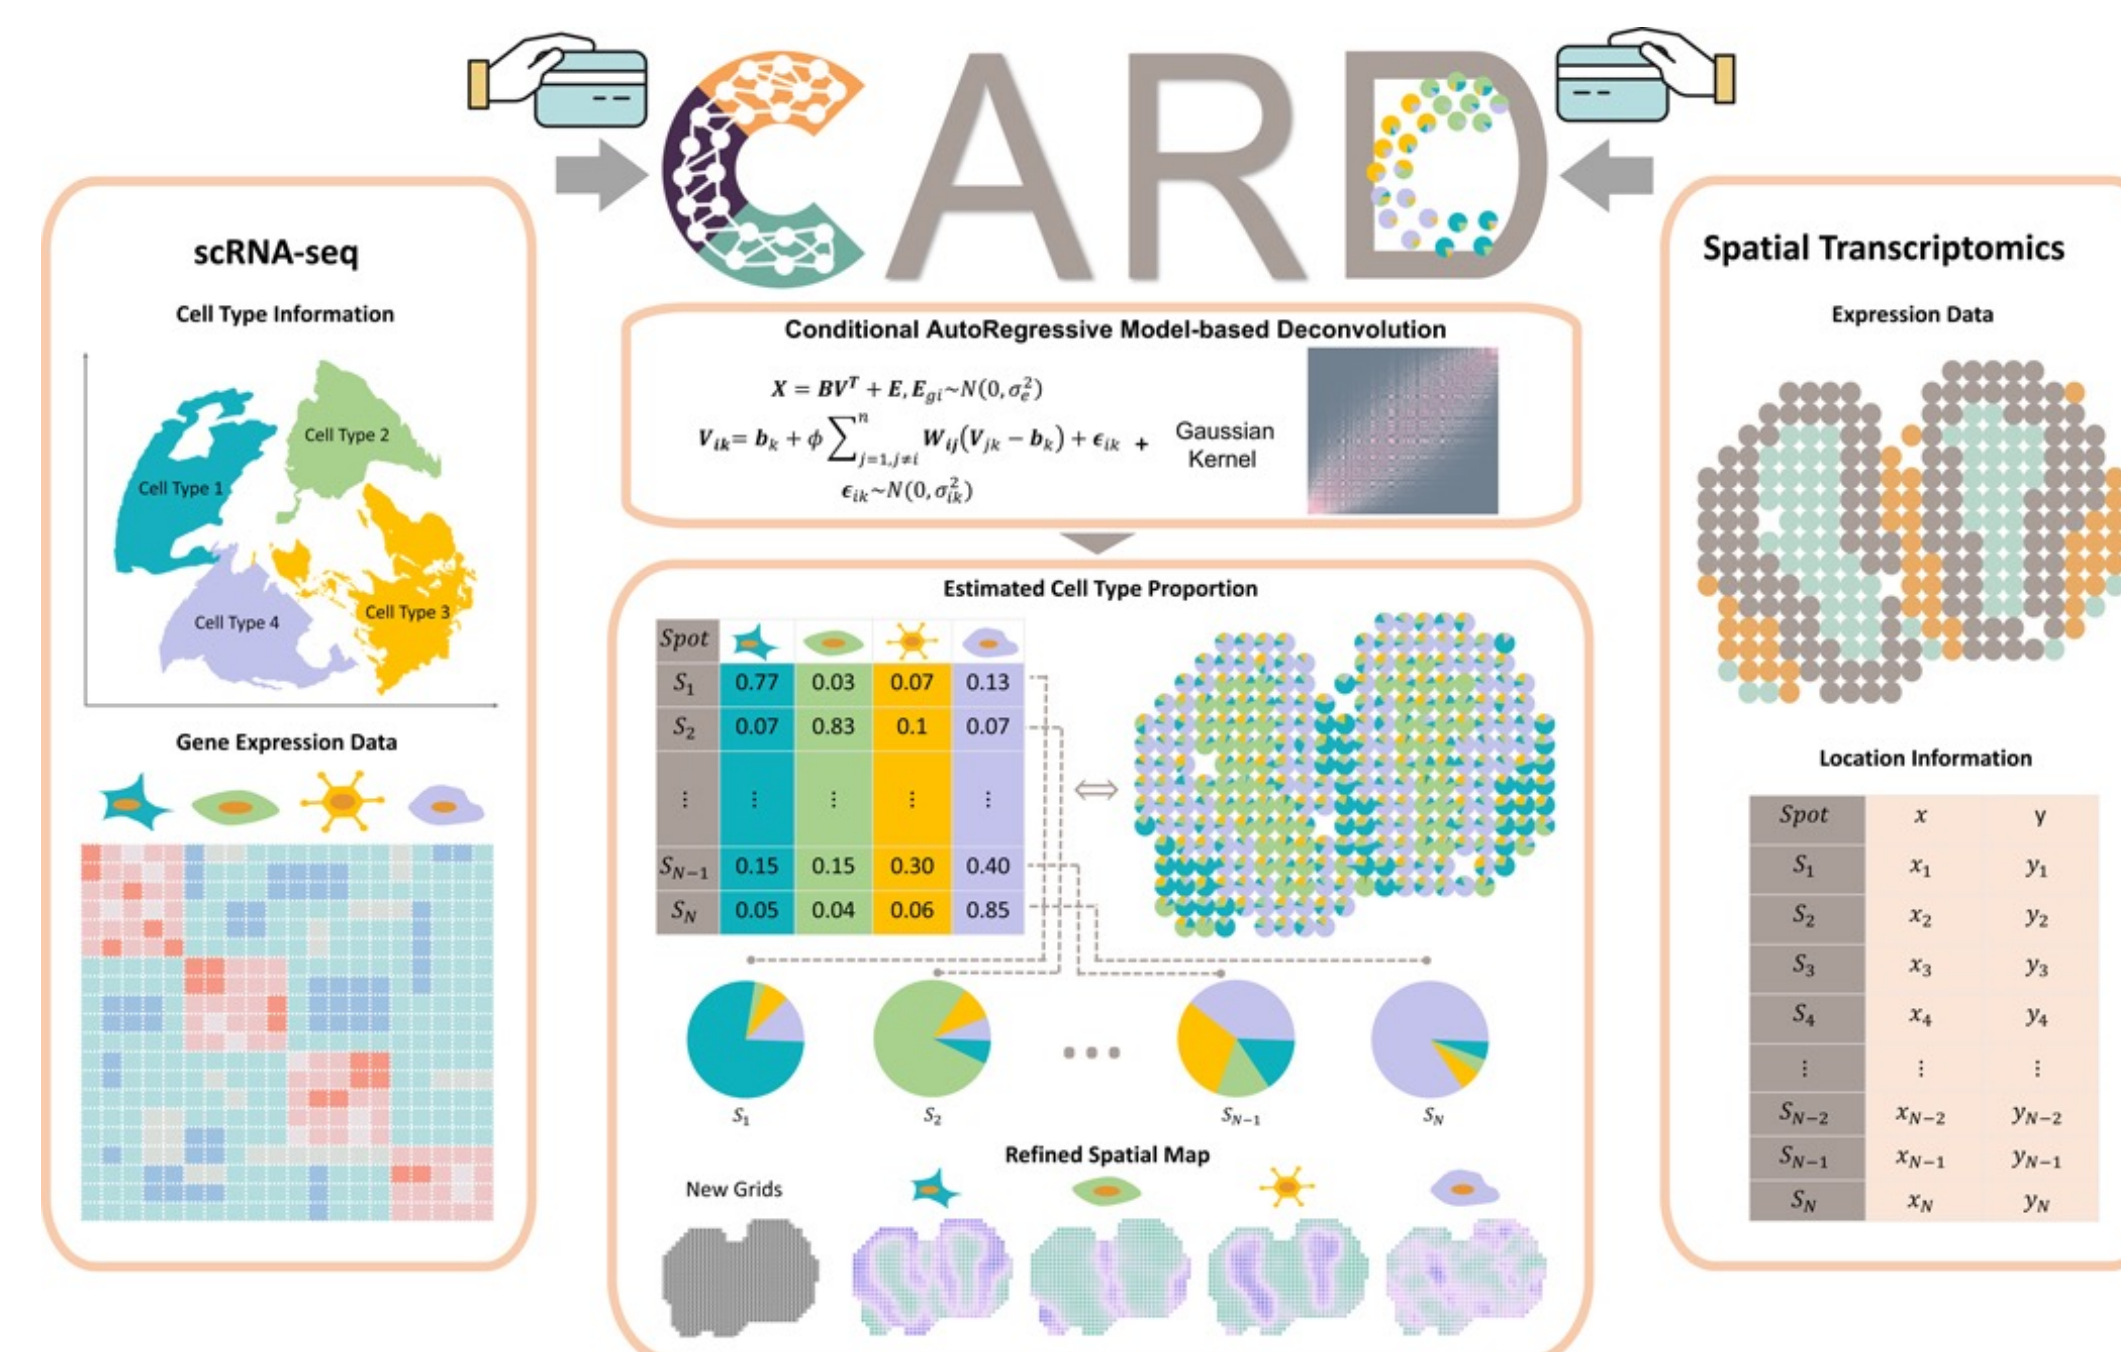 CARD
scRNA-seq
Cell Type Information
Cell Type 1
Cell Type 2
Cell Type 3
Cell Type 4
Gene Expression Data
Conditional AutoRegressive Model-based Deconvolution
𝑿 = 𝑩𝑽ᵀ + 𝑬, 𝑬_gi~N(0, σ_e^2)
𝑽_ik= 𝒃_k + ϕ ∑_{j=1,j≠i}^n 𝑾_ij(𝑽_jk − 𝒃_k) + ϵ_ik + Gaussian Kernel
ϵ_ik~N(0, σ_ik^2)
Estimated Cell Type Proportion
Spot
S_1 0.77 0.03 0.07 0.13
S_2 0.07 0.83 0.1 0.07
⋮ ⋮ ⋮ ⋮ ⋮
S_{N−1} 0.15 0.15 0.30 0.40
S_N 0.05 0.04 0.06 0.85
S_1 S_2 ... S_{N−1} S_N
Refined Spatial Map
New Grids
Spatial Transcriptomics
Expression Data
Location Information
Spot x y
S_1 x_1 y_1
S_2 x_2 y_2
S_3 x_3 y_3
S_4 x_4 y_4
⋮ ⋮ ⋮
S_{N−2} x_{N−2} y_{N−2}
S_{N−1} x_{N−1} y_{N−1}
S_N x_N y_N